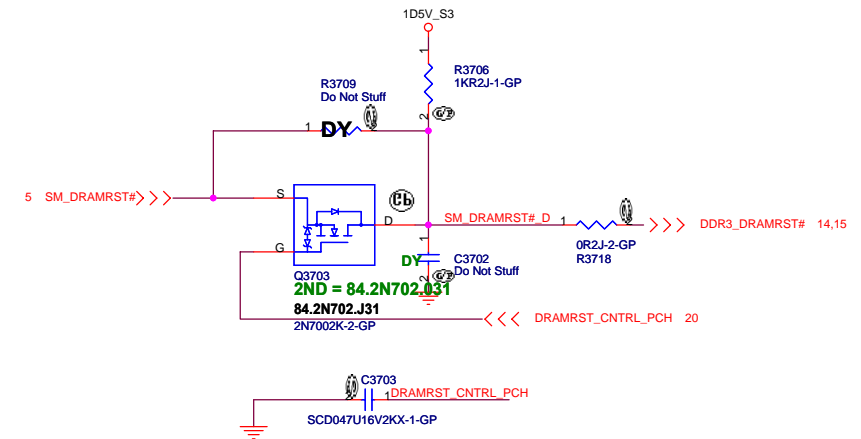 1D5V_S3
1
R3706
1KR2J-1-GP
2
G/P
R3709
Do Not Stuff
1
DY
2
5 SM_DRAMRST#
S
D
G
SM_DRAMRST#_D
1
2
0R2J-2-GP
R3718
DDR3_DRAMRST# 14,15
1
DY
C3702
Do Not Stuff
2
G/P
Q3703
2ND = 84.2N702.031
84.2N702.J31
2N7002K-2-GP
DRAMRST_CNTRL_PCH 20
C3703
2
1
DRAMRST_CNTRL_PCH
SCD047U16V2KX-1-GP